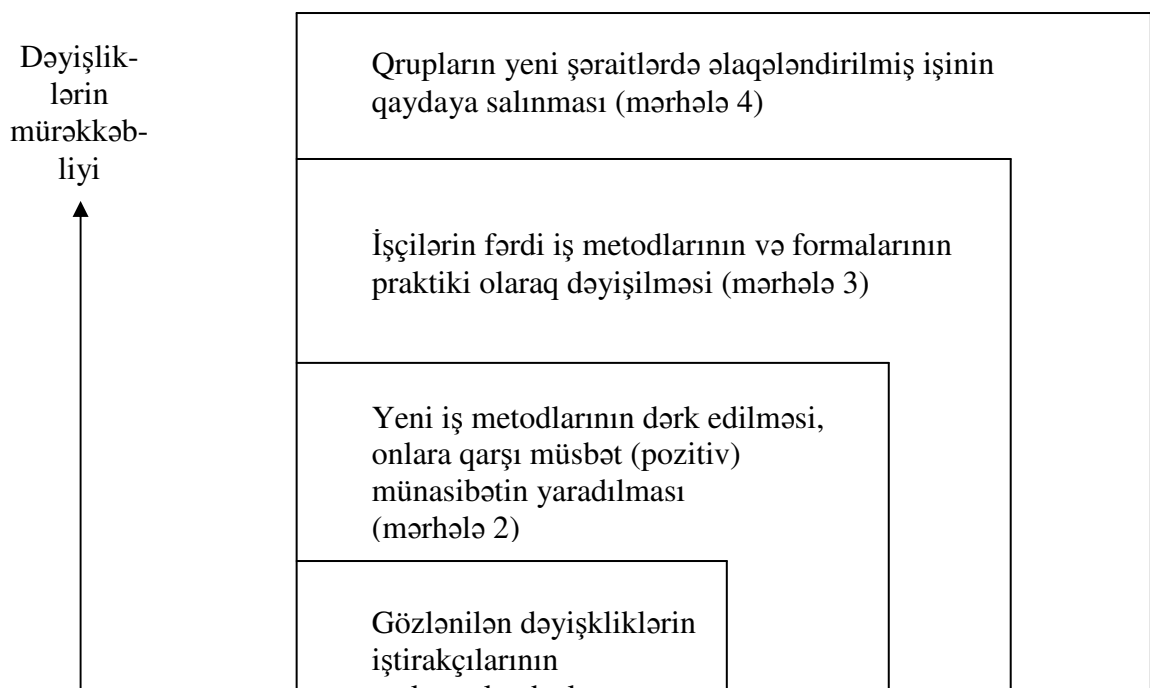 Dəyişlik-
lərin
mürəkkəb-
liyi
Qrupların yeni şəraitlərdə əlaqələndirilmiş işinin
qaydaya salınması (mərhələ 4)
İşçilərin fərdi iş metodlarının və formalarının
praktiki olaraq dəyişilməsi (mərhələ 3)
Yeni iş metodlarının dərk edilməsi,
onlara qarşı müsbət (pozitiv)
münasibətin yaradılması
(mərhələ 2)
Gözlənilən dəyişkliklərin
iştirakçılarının